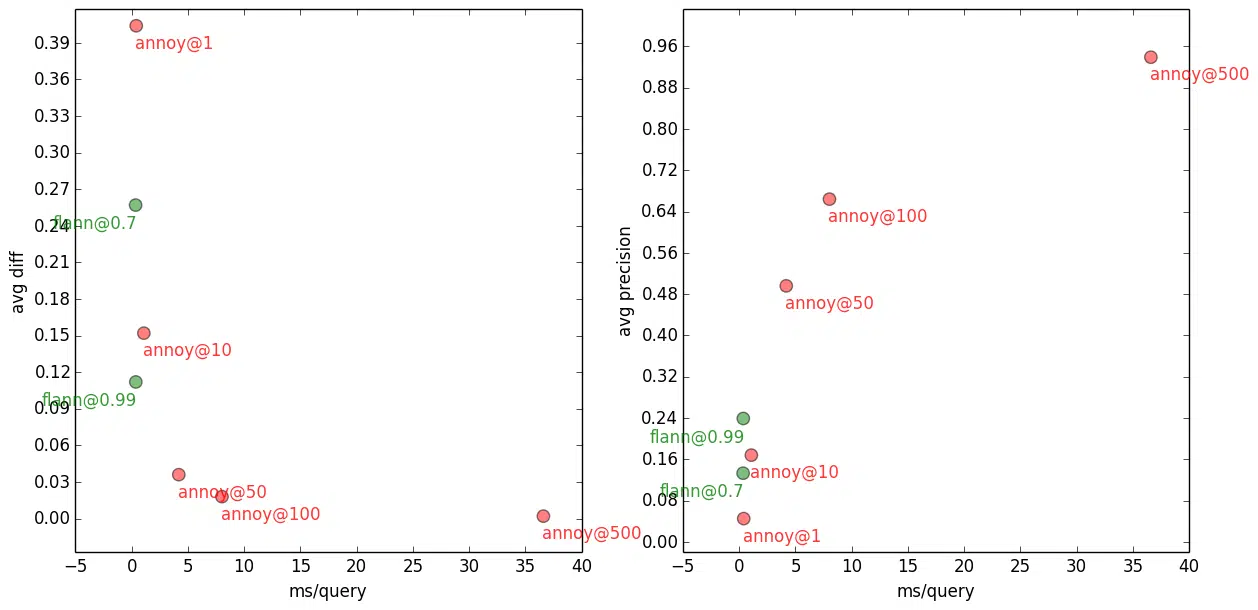 0.39
0.36
0.33
0.30
0.27
0.24
0.21
0.18
0.15
0.12
0.09
0.06
0.03
0.00
avg diff
annoy@1
flann@0.7
annoy@10
flann@0.99
annoy@50
annoy@100
annoy@500
−5 0 5 10 15 20 25 30 35 40
ms/query
0.96
0.88
0.80
0.72
0.64
0.56
0.48
0.40
0.32
0.24
0.16
0.08
0.00
avg precision
annoy@500
annoy@100
annoy@50
flann@0.99
annoy@10
flann@0.7
annoy@1
−5 0 5 10 15 20 25 30 35 40
ms/query